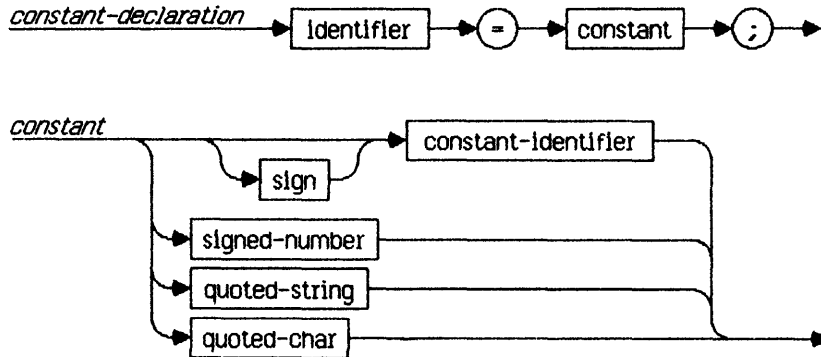 constant-declaration identifier = constant ;
constant constant-identifier
sign
signed-number
quoted-string
quoted-char